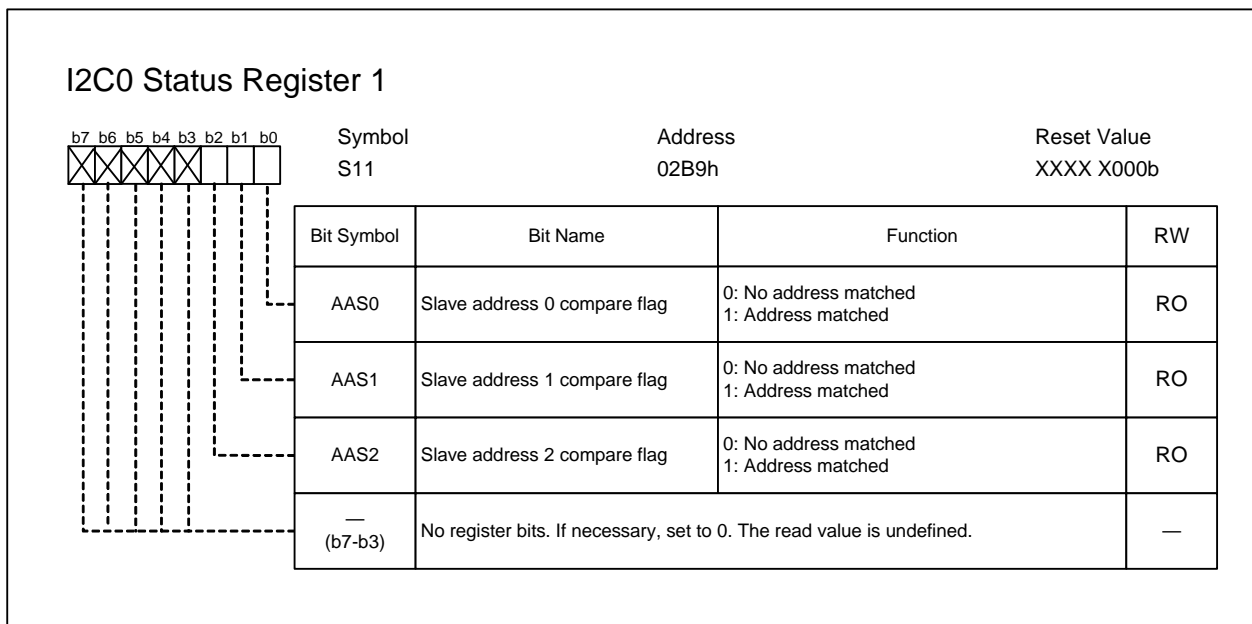 I2C0 Status Register 1
b7 b6 b5 b4 b3 b2 b1 b0
Symbol Address Reset Value
S11 02B9h XXXX X000b
Bit Symbol Bit Name Function RW
AAS0 Slave address 0 compare flag 0: No address matched
1: Address matched RO
AAS1 Slave address 1 compare flag 0: No address matched
1: Address matched RO
AAS2 Slave address 2 compare flag 0: No address matched
1: Address matched RO
—
(b7-b3) No register bits. If necessary, set to 0. The read value is undefined. —